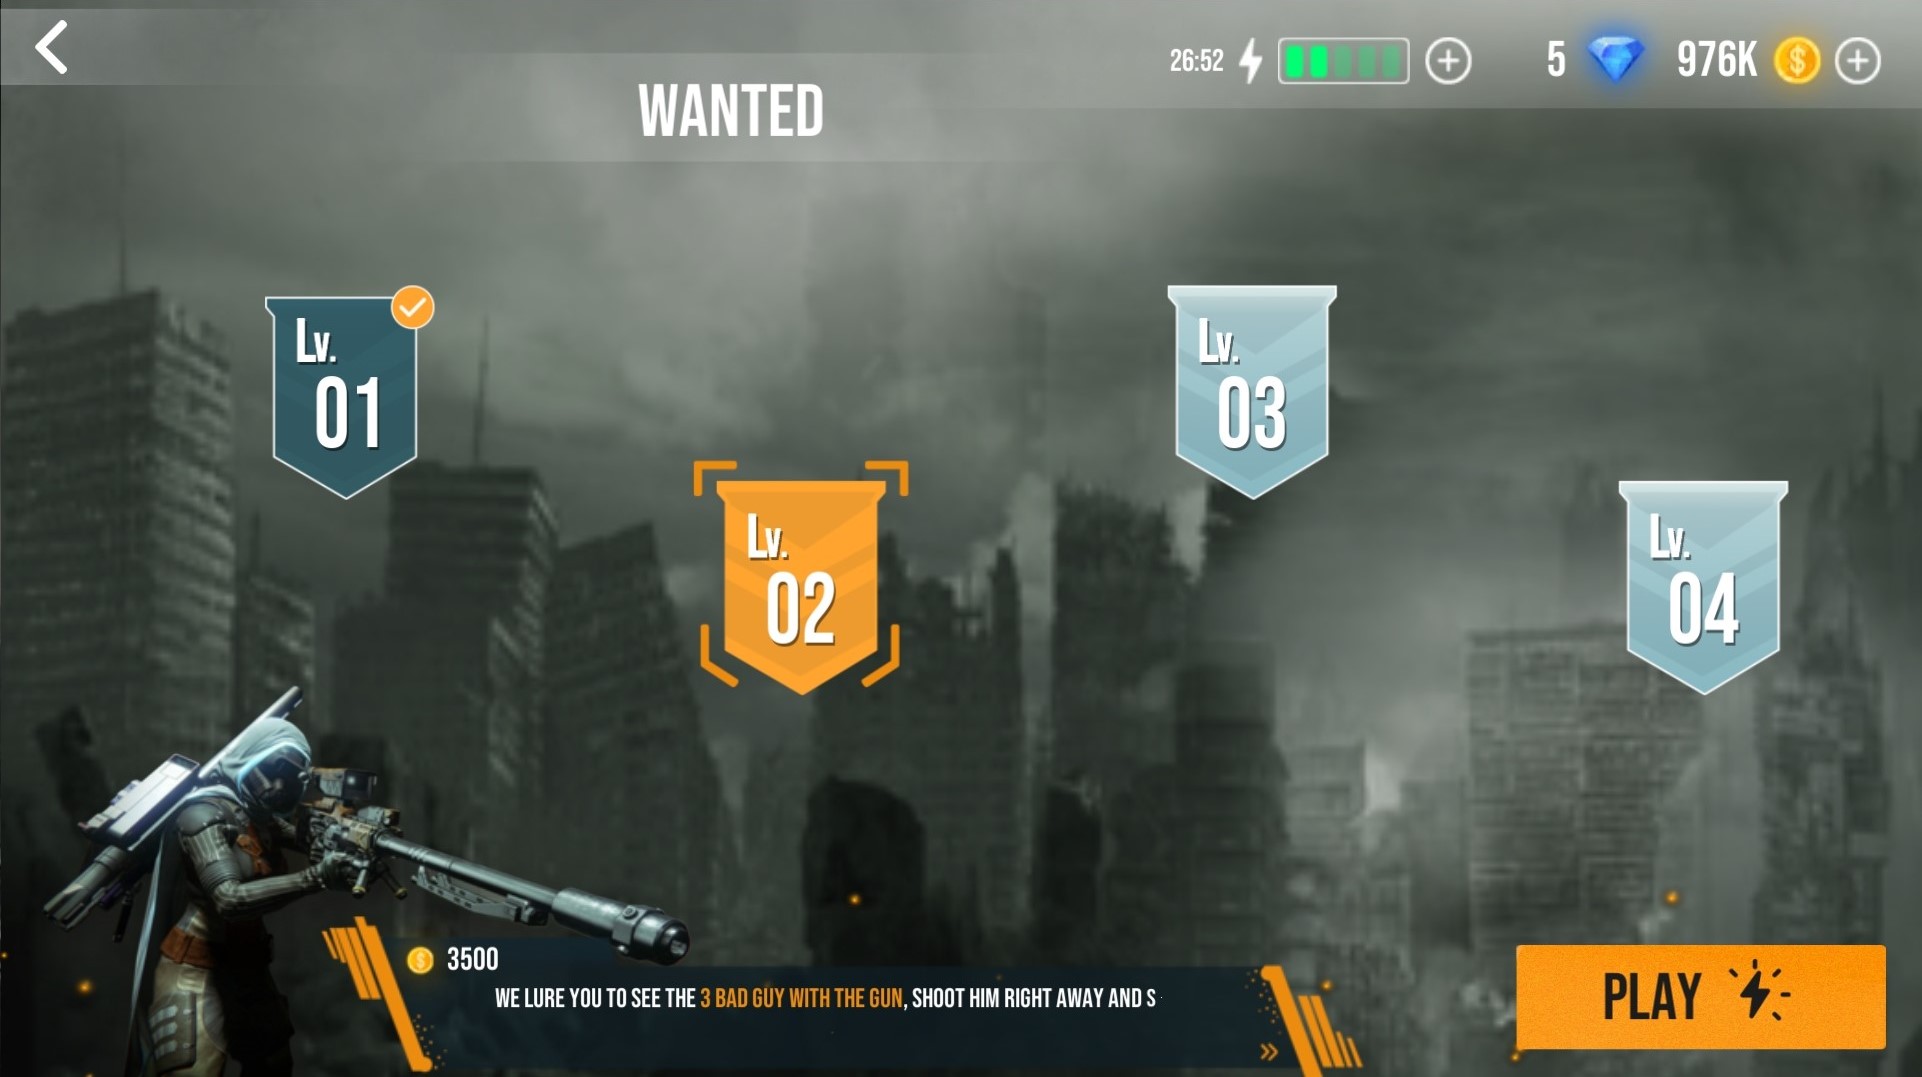 26:52
5
976K
WANTED
Lv.
01
Lv.
02
Lv.
03
Lv.
04
3500
WE LURE YOU TO SEE THE 3 BAD GUY WITH THE GUN, SHOOT HIM RIGHT AWAY AND S
PLAY